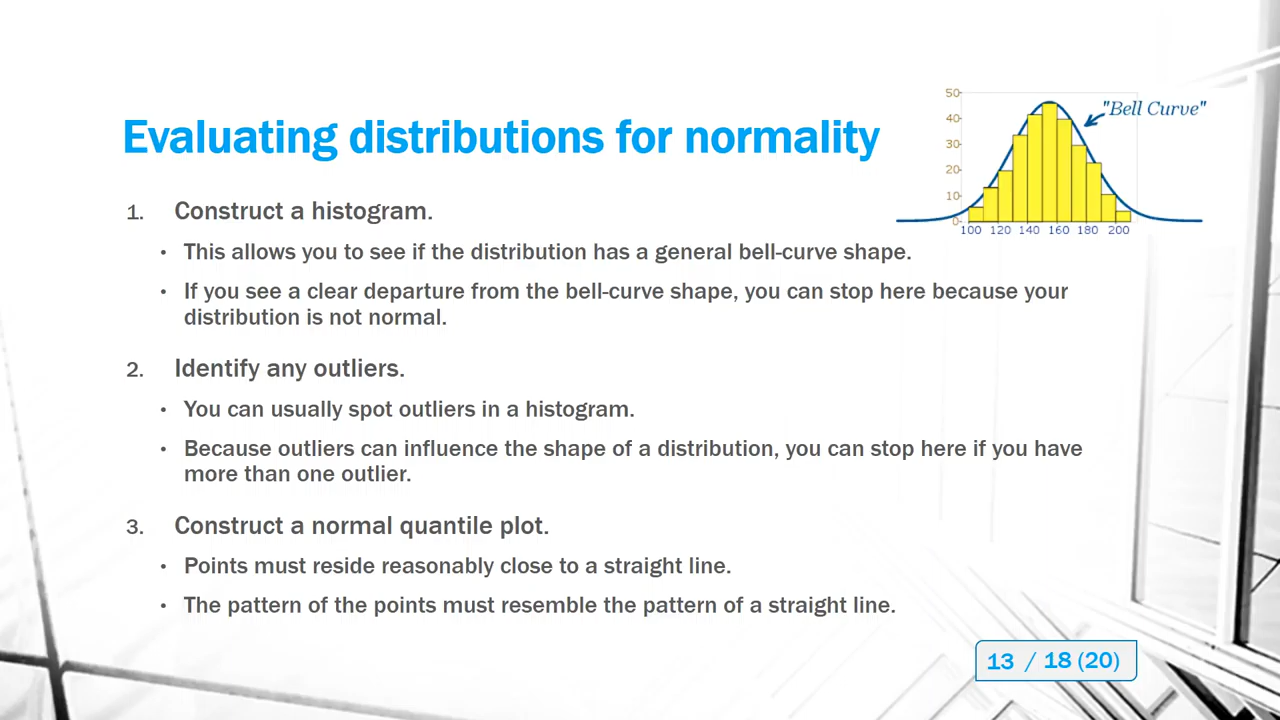 Evaluating distributions for normality
50
40
30
20
10
0
100 120 140 160 180 200
"Bell Curve"
1. Construct a histogram.
• This allows you to see if the distribution has a general bell-curve shape.
• If you see a clear departure from the bell-curve shape, you can stop here because your
distribution is not normal.
2. Identify any outliers.
• You can usually spot outliers in a histogram.
• Because outliers can influence the shape of a distribution, you can stop here if you have
more than one outlier.
3. Construct a normal quantile plot.
• Points must reside reasonably close to a straight line.
• The pattern of the points must resemble the pattern of a straight line.
13 / 18 (20)